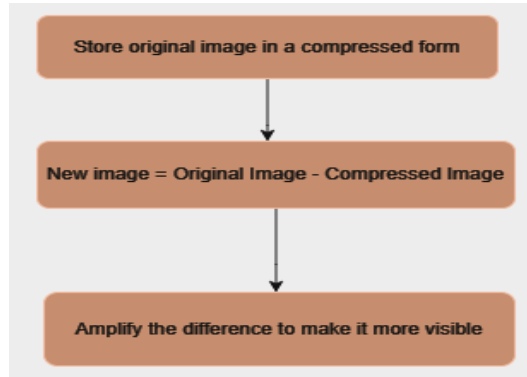 Store original image in a compressed form
New image = Original Image - Compressed Image
Amplify the difference to make it more visible